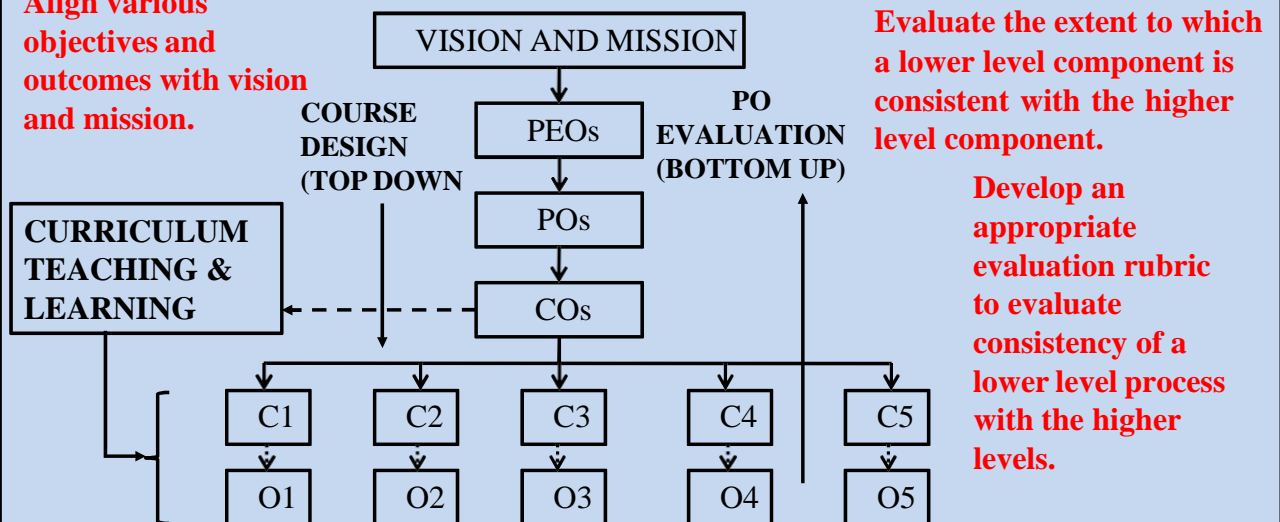 Align various
objectives and
outcomes with vision
and mission.
VISION AND MISSION
Evaluate the extent to which
a lower level component is
consistent with the higher
level component.
COURSE
DESIGN
(TOP DOWN
PEOs
PO
EVALUATION
(BOTTOM UP)
Develop an
appropriate
evaluation rubric
to evaluate
consistency of a
lower level process
with the higher
levels.
POs
CURRICULUM
TEACHING &
LEARNING
COs
C1 C2 C3 C4 C5
O1 O2 O3 O4 O5